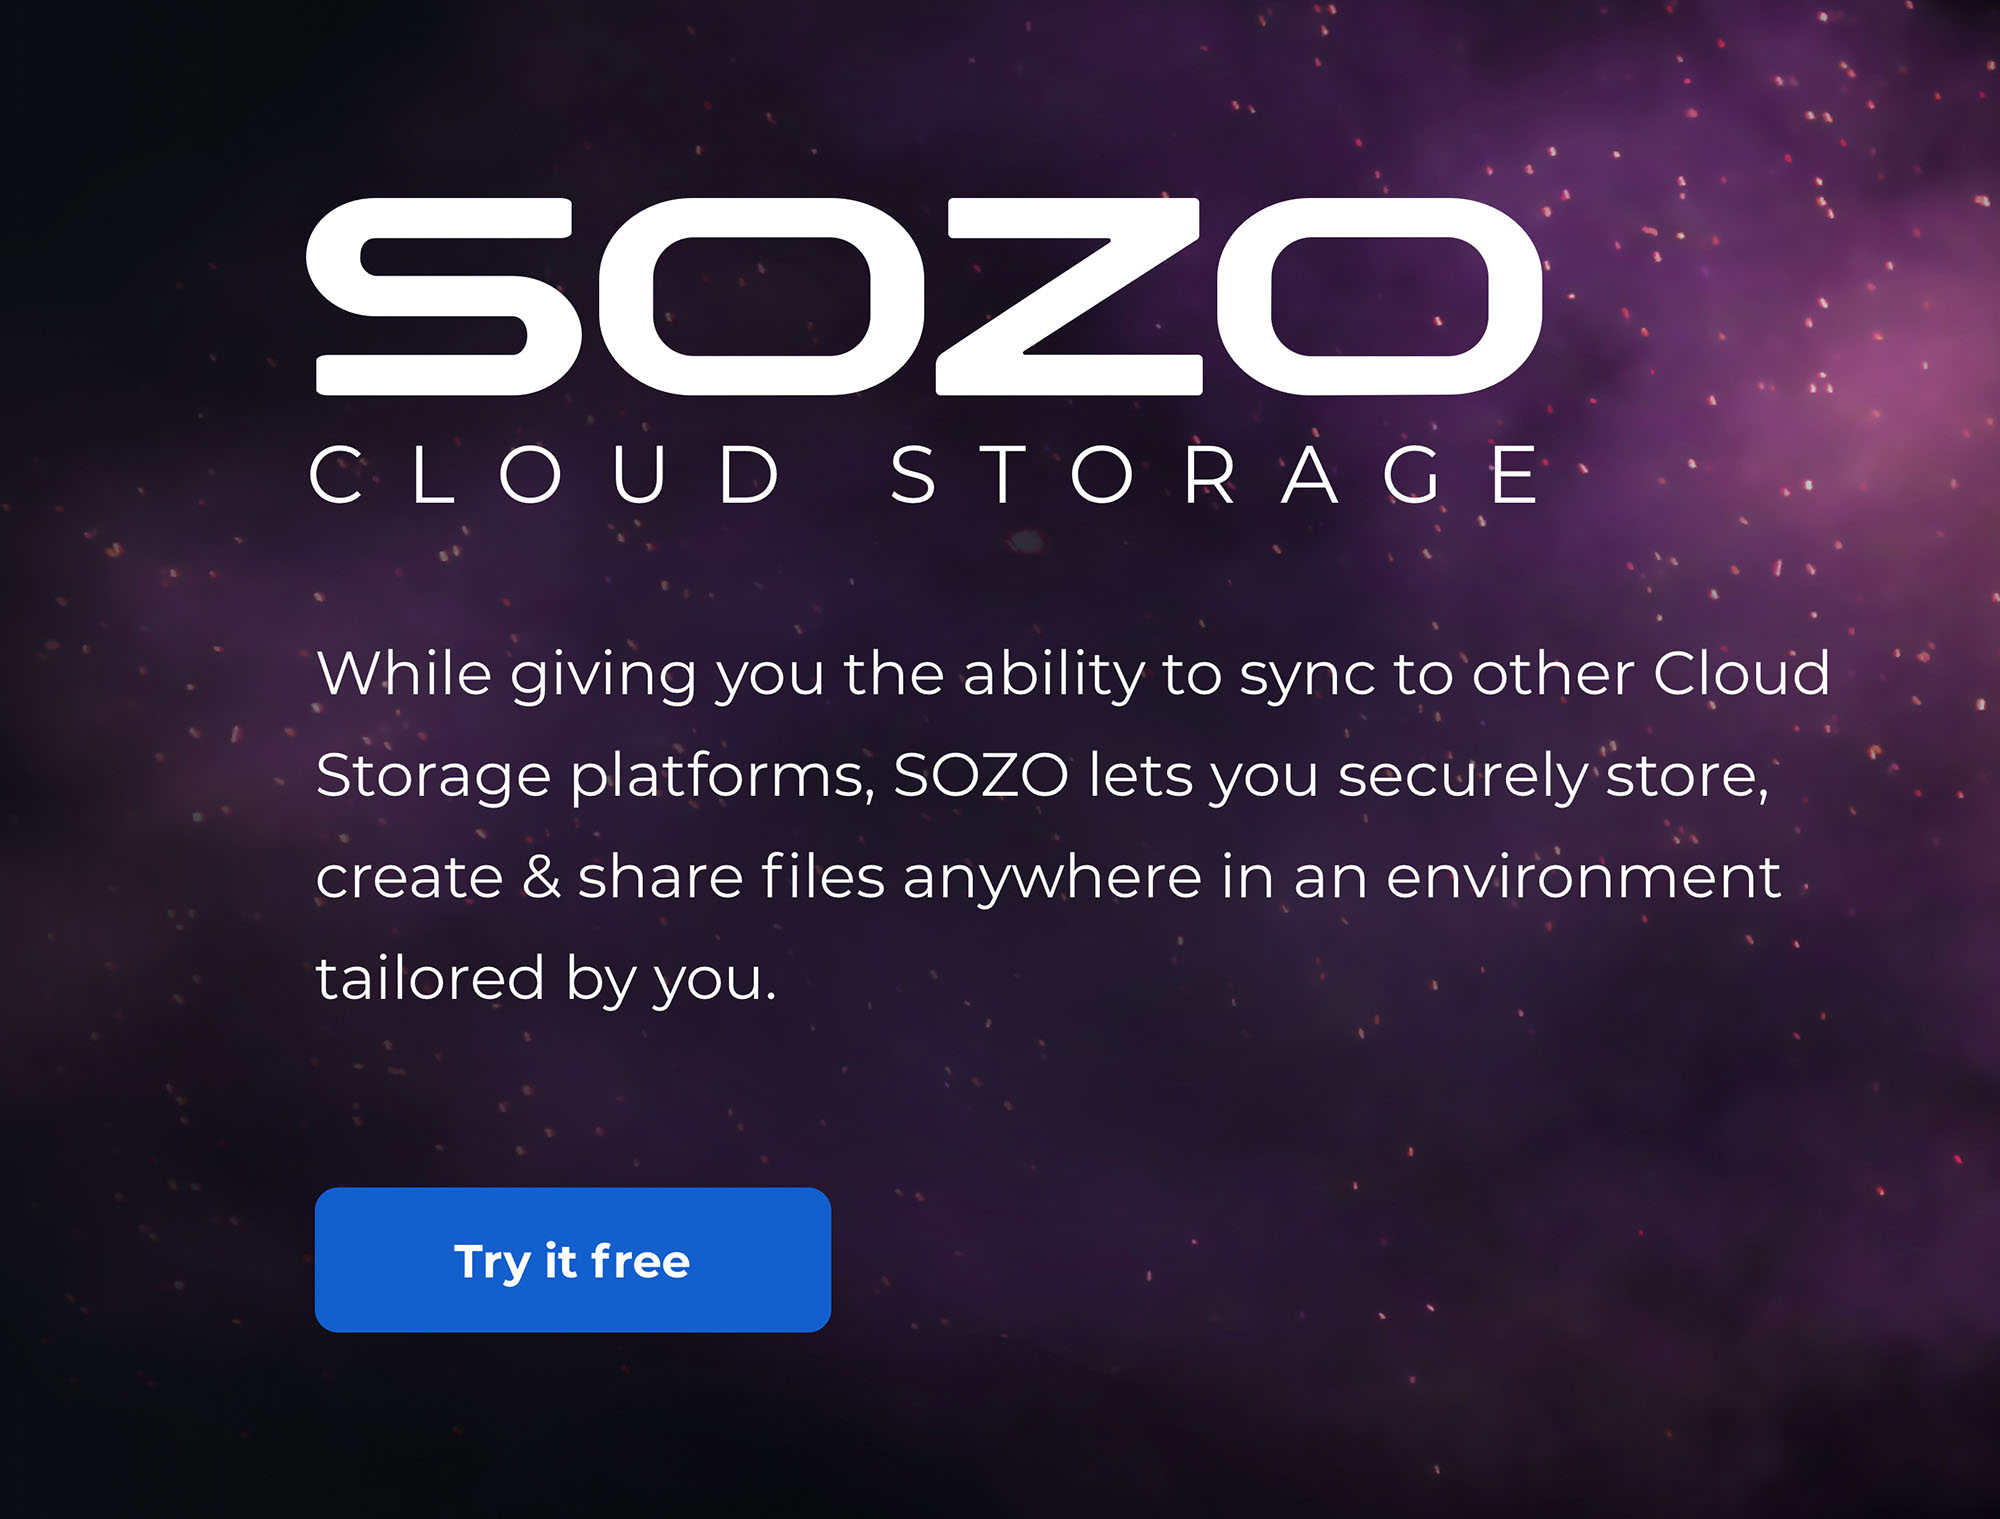 SOZO
CLOUD STORAGE
While giving you the ability to sync to other Cloud
Storage platforms, SOZO lets you securely store,
create & share files anywhere in an environment
tailored by you.
Try it free